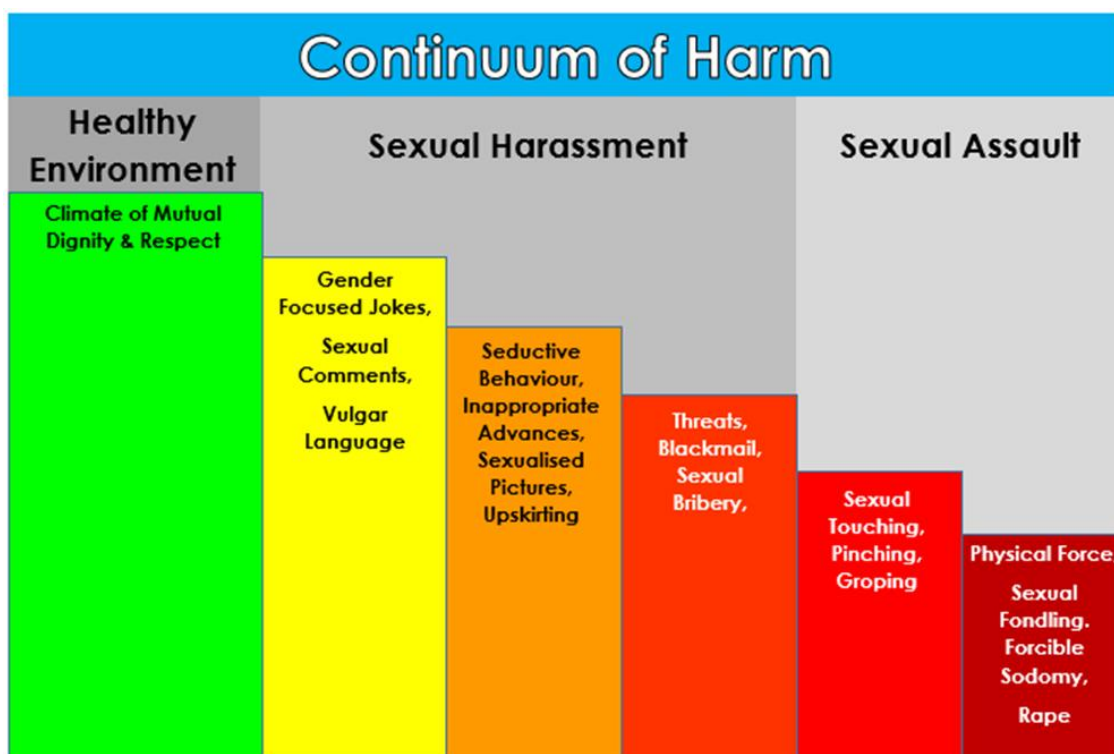 Continuum of Harm
Healthy
Environment
Sexual Harassment
Sexual Assault
Climate of Mutual
Dignity & Respect
Gender
Focused Jokes,
Sexual
Comments,
Vulgar
Language
Seductive
Behaviour,
Inappropriate
Advances,
Sexualised
Pictures,
Upskirting
Threats,
Blackmail,
Sexual
Bribery,
Sexual
Touching,
Pinching,
Groping
Physical Force,
Sexual
Fondling.
Forcible
Sodomy,
Rape